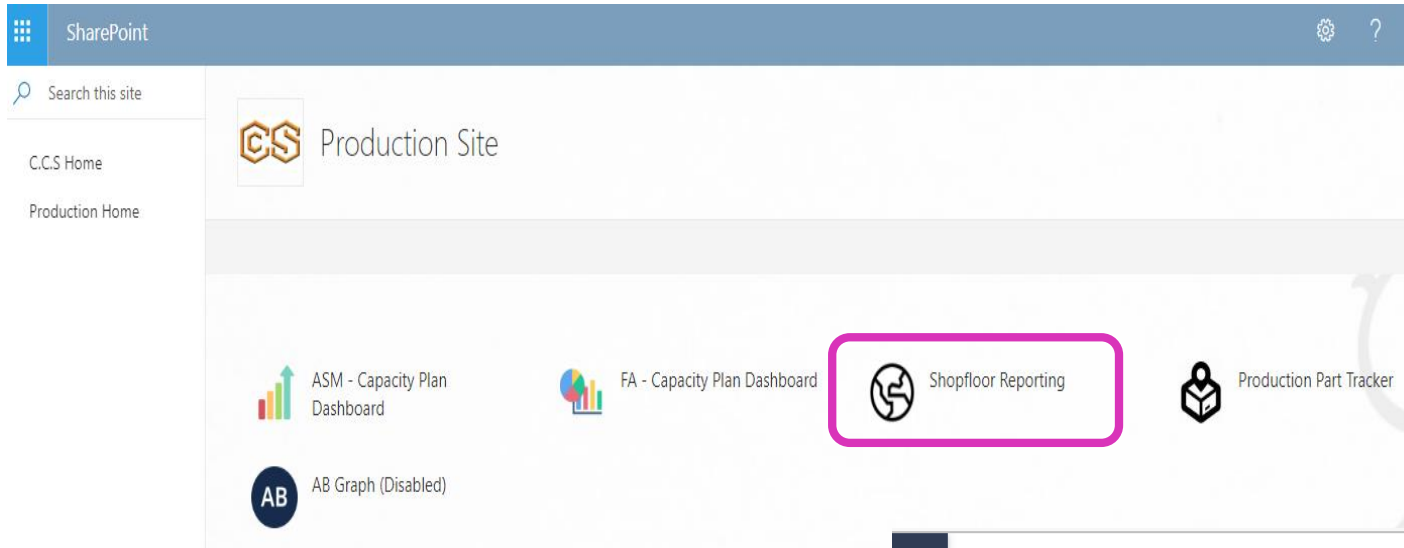 SharePoint
?
Search this site
C.C.S Home
Production Home
CS Production Site
ASM - Capacity Plan
Dashboard
FA - Capacity Plan Dashboard
Shopfloor Reporting
Production Part Tracker
AB
AB Graph (Disabled)